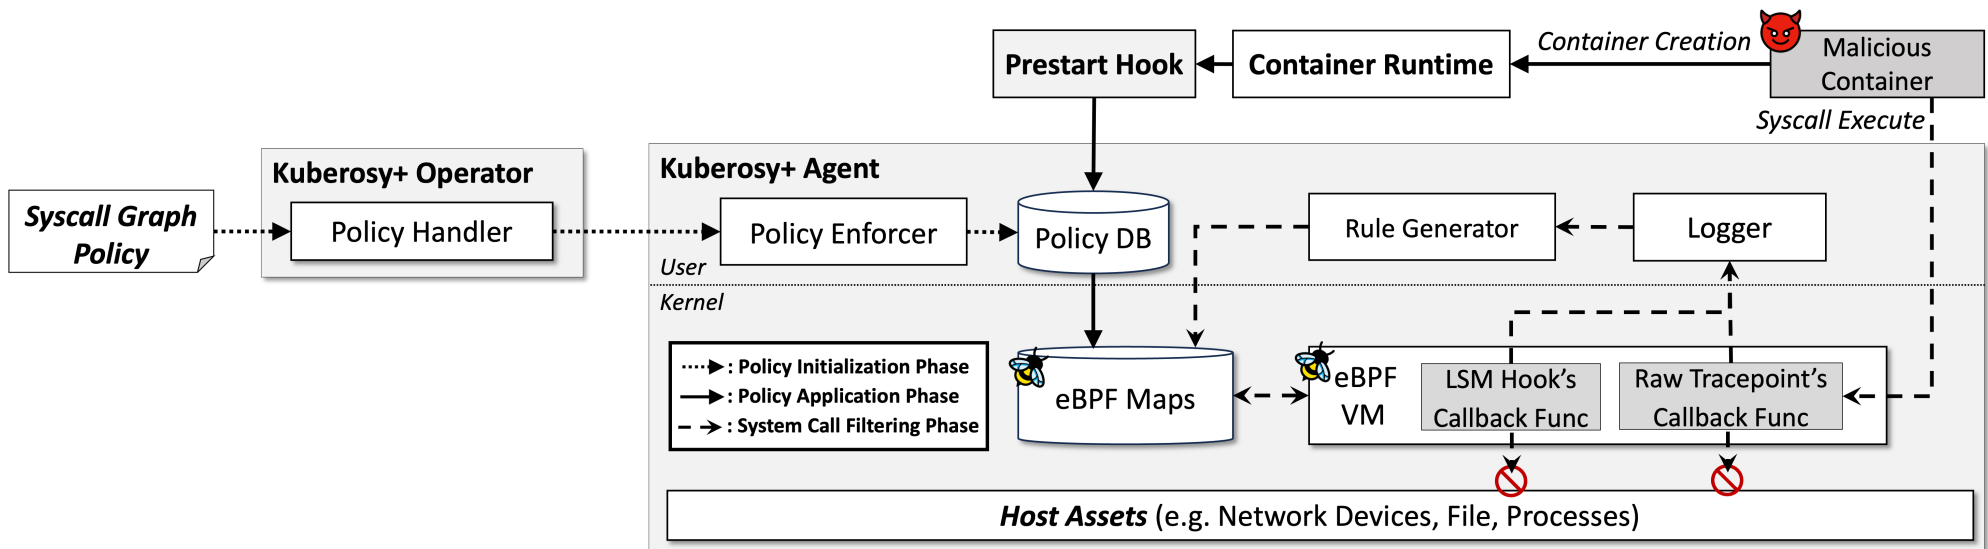 Prestart Hook
Container Runtime
Container Creation
Malicious
Container
Syscall Execute
Syscall Graph
Policy
Kuberosy+ Operator
Policy Handler
Kuberosy+ Agent
Policy Enforcer
Policy DB
Rule Generator
Logger
User
Kernel
: Policy Initialization Phase
: Policy Application Phase
: System Call Filtering Phase
eBPF Maps
eBPF
VM
LSM Hook's
Callback Func
Raw Tracepoint's
Callback Func
Host Assets (e.g. Network Devices, File, Processes)